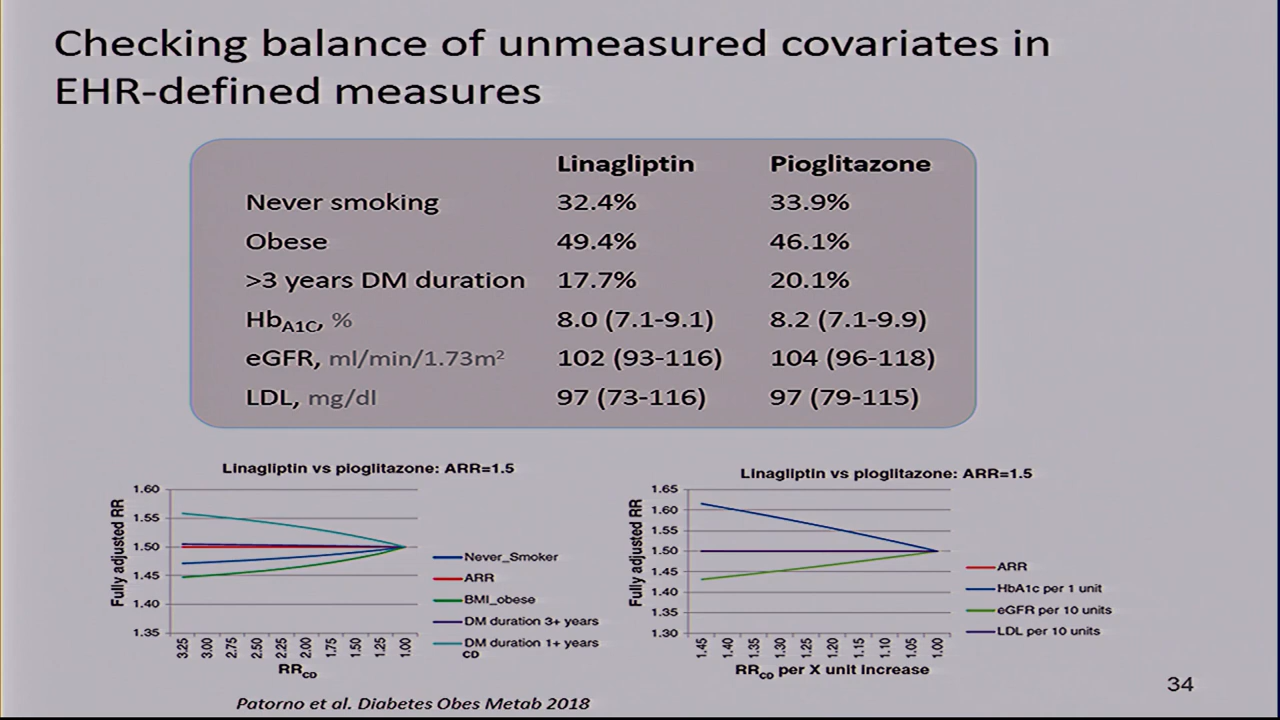 Checking balance of unmeasured covariates in
EHR-defined measures
Linagliptin Pioglitazone
Never smoking 32.4% 33.9%
Obese 49.4% 46.1%
>3 years DM duration 17.7% 20.1%
HbA1C, % 8.0 (7.1-9.1) 8.2 (7.1-9.9)
eGFR, ml/min/1.73m² 102 (93-116) 104 (96-118)
LDL, mg/dl 97 (73-116) 97 (79-115)
Linagliptin vs pioglitazone: ARR=1.5
Fully adjusted RR
1.60
1.55
1.50
1.45
1.40
1.35
3.25 3.00 2.75 2.50 2.25 2.00 1.75 1.50 1.25 1.00
RRCD
Never_Smoker
ARR
BMI_obese
DM duration 3+ years
DM duration 1+ years
CD
Linagliptin vs pioglitazone: ARR=1.5
Fully adjusted RR
1.65
1.60
1.55
1.50
1.45
1.40
1.35
1.30
1.45 1.40 1.35 1.30 1.25 1.20 1.15 1.10 1.05 1.00
RRCD per X unit increase
ARR
HbA1c per 1 unit
eGFR per 10 units
LDL per 10 units
Patorno et al. Diabetes Obes Metab 2018
34